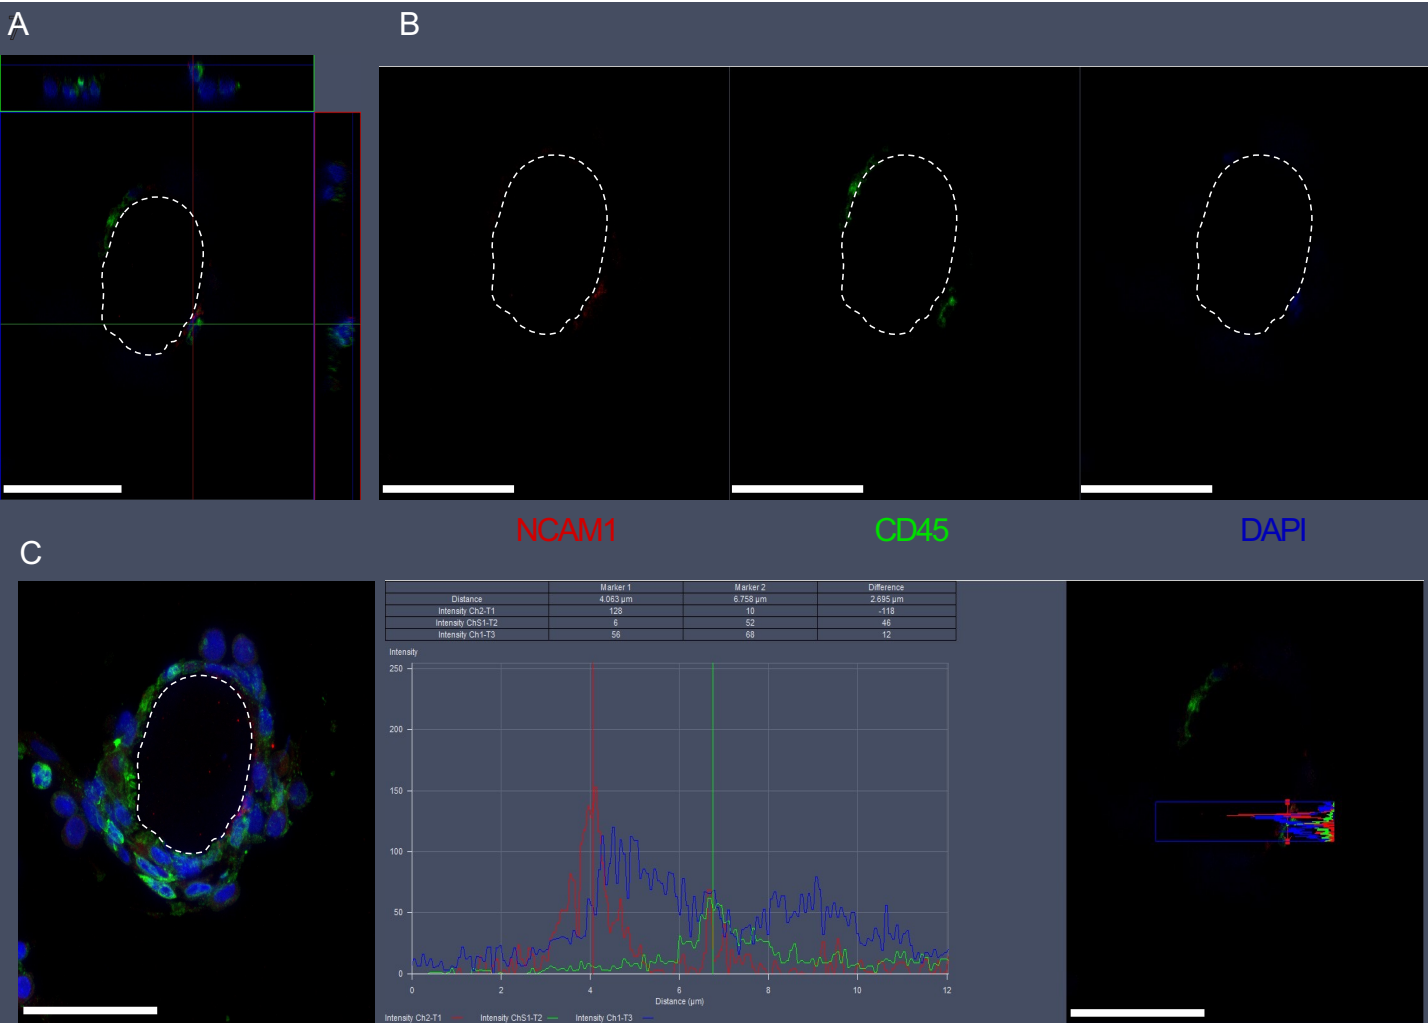 A
B
NCAM1
CD45
DAPI
C
Marker 1 Marker 2 Difference
Distance 4.063 µm 6.758 µm 2.695 µm
Intensity Ch2-T1 128 10 -118
Intensity ChS1-T2 6 52 46
Intensity Ch1-T3 56 68 12
Intensity
250
200
150
100
50
0
0 2 4 6 8 10 12
Distance (µm)
Intensity Ch2-T1 Intensity ChS1-T2 Intensity Ch1-T3